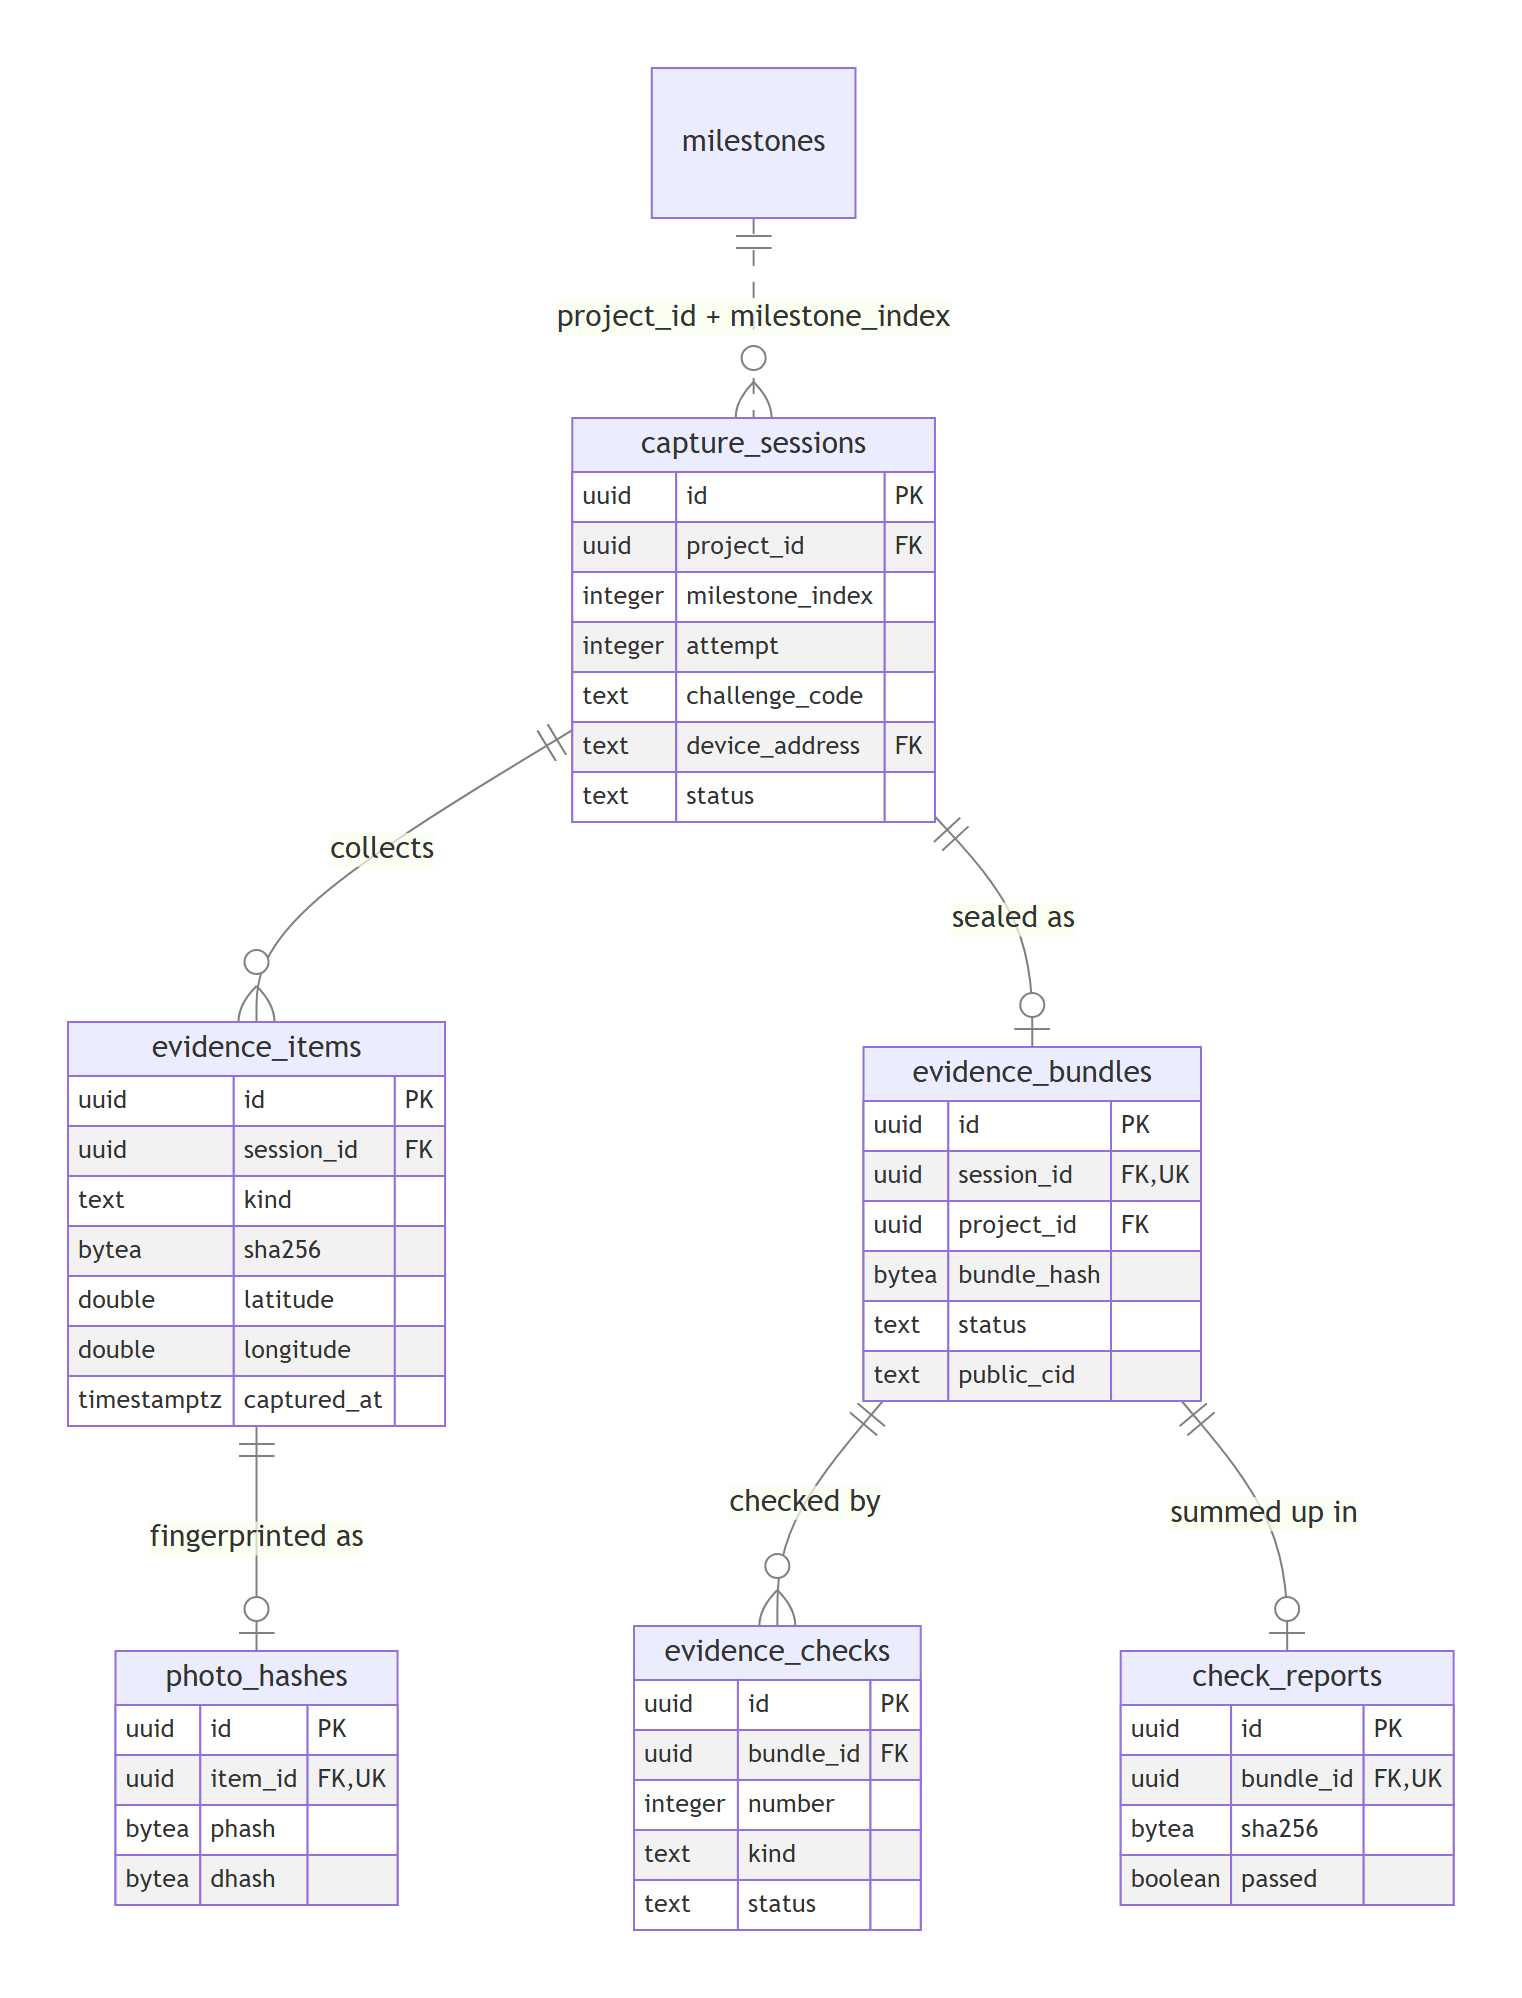 milestones
project_id + milestone_index
capture_sessions
uuid id PK
uuid project_id FK
integer milestone_index
integer attempt
text challenge_code
text device_address FK
text status
collects
sealed as
evidence_items
uuid id PK
uuid session_id FK
text kind
bytea sha256
double latitude
double longitude
timestamptz captured_at
evidence_bundles
uuid id PK
uuid session_id FK,UK
uuid project_id FK
bytea bundle_hash
text status
text public_cid
fingerprinted as
checked by
summed up in
photo_hashes
uuid id PK
uuid item_id FK,UK
bytea phash
bytea dhash
evidence_checks
uuid id PK
uuid bundle_id FK
integer number
text kind
text status
check_reports
uuid id PK
uuid bundle_id FK,UK
bytea sha256
boolean passed